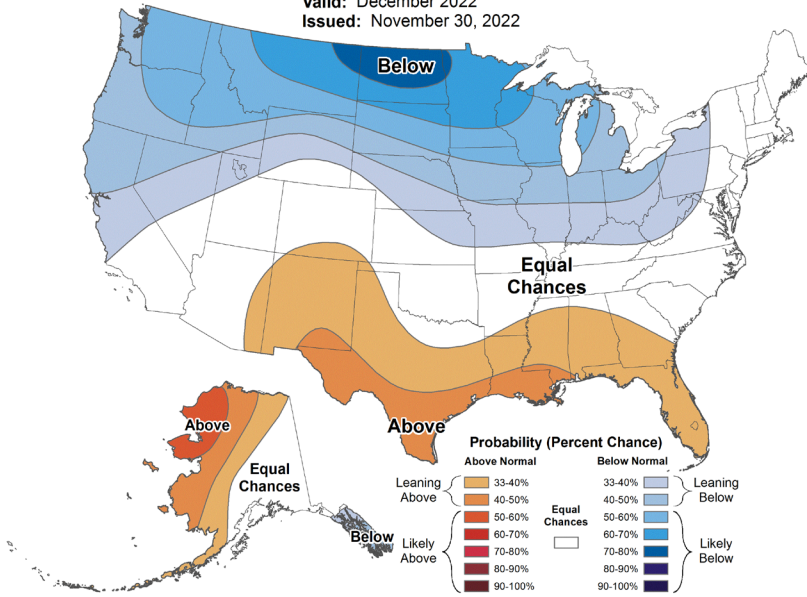 Valid: December 2022
Issued: November 30, 2022
Below
Equal
Chances
Above
Above
Equal
Chances
Below
Probability (Percent Chance)
Above Normal
Below Normal
Leaning
Above
33-40%
40-50%
50-60%
60-70%
70-80%
80-90%
90-100%
Likely
Above
Equal
Chances
33-40%
40-50%
50-60%
60-70%
70-80%
80-90%
90-100%
Leaning
Below
Likely
Below